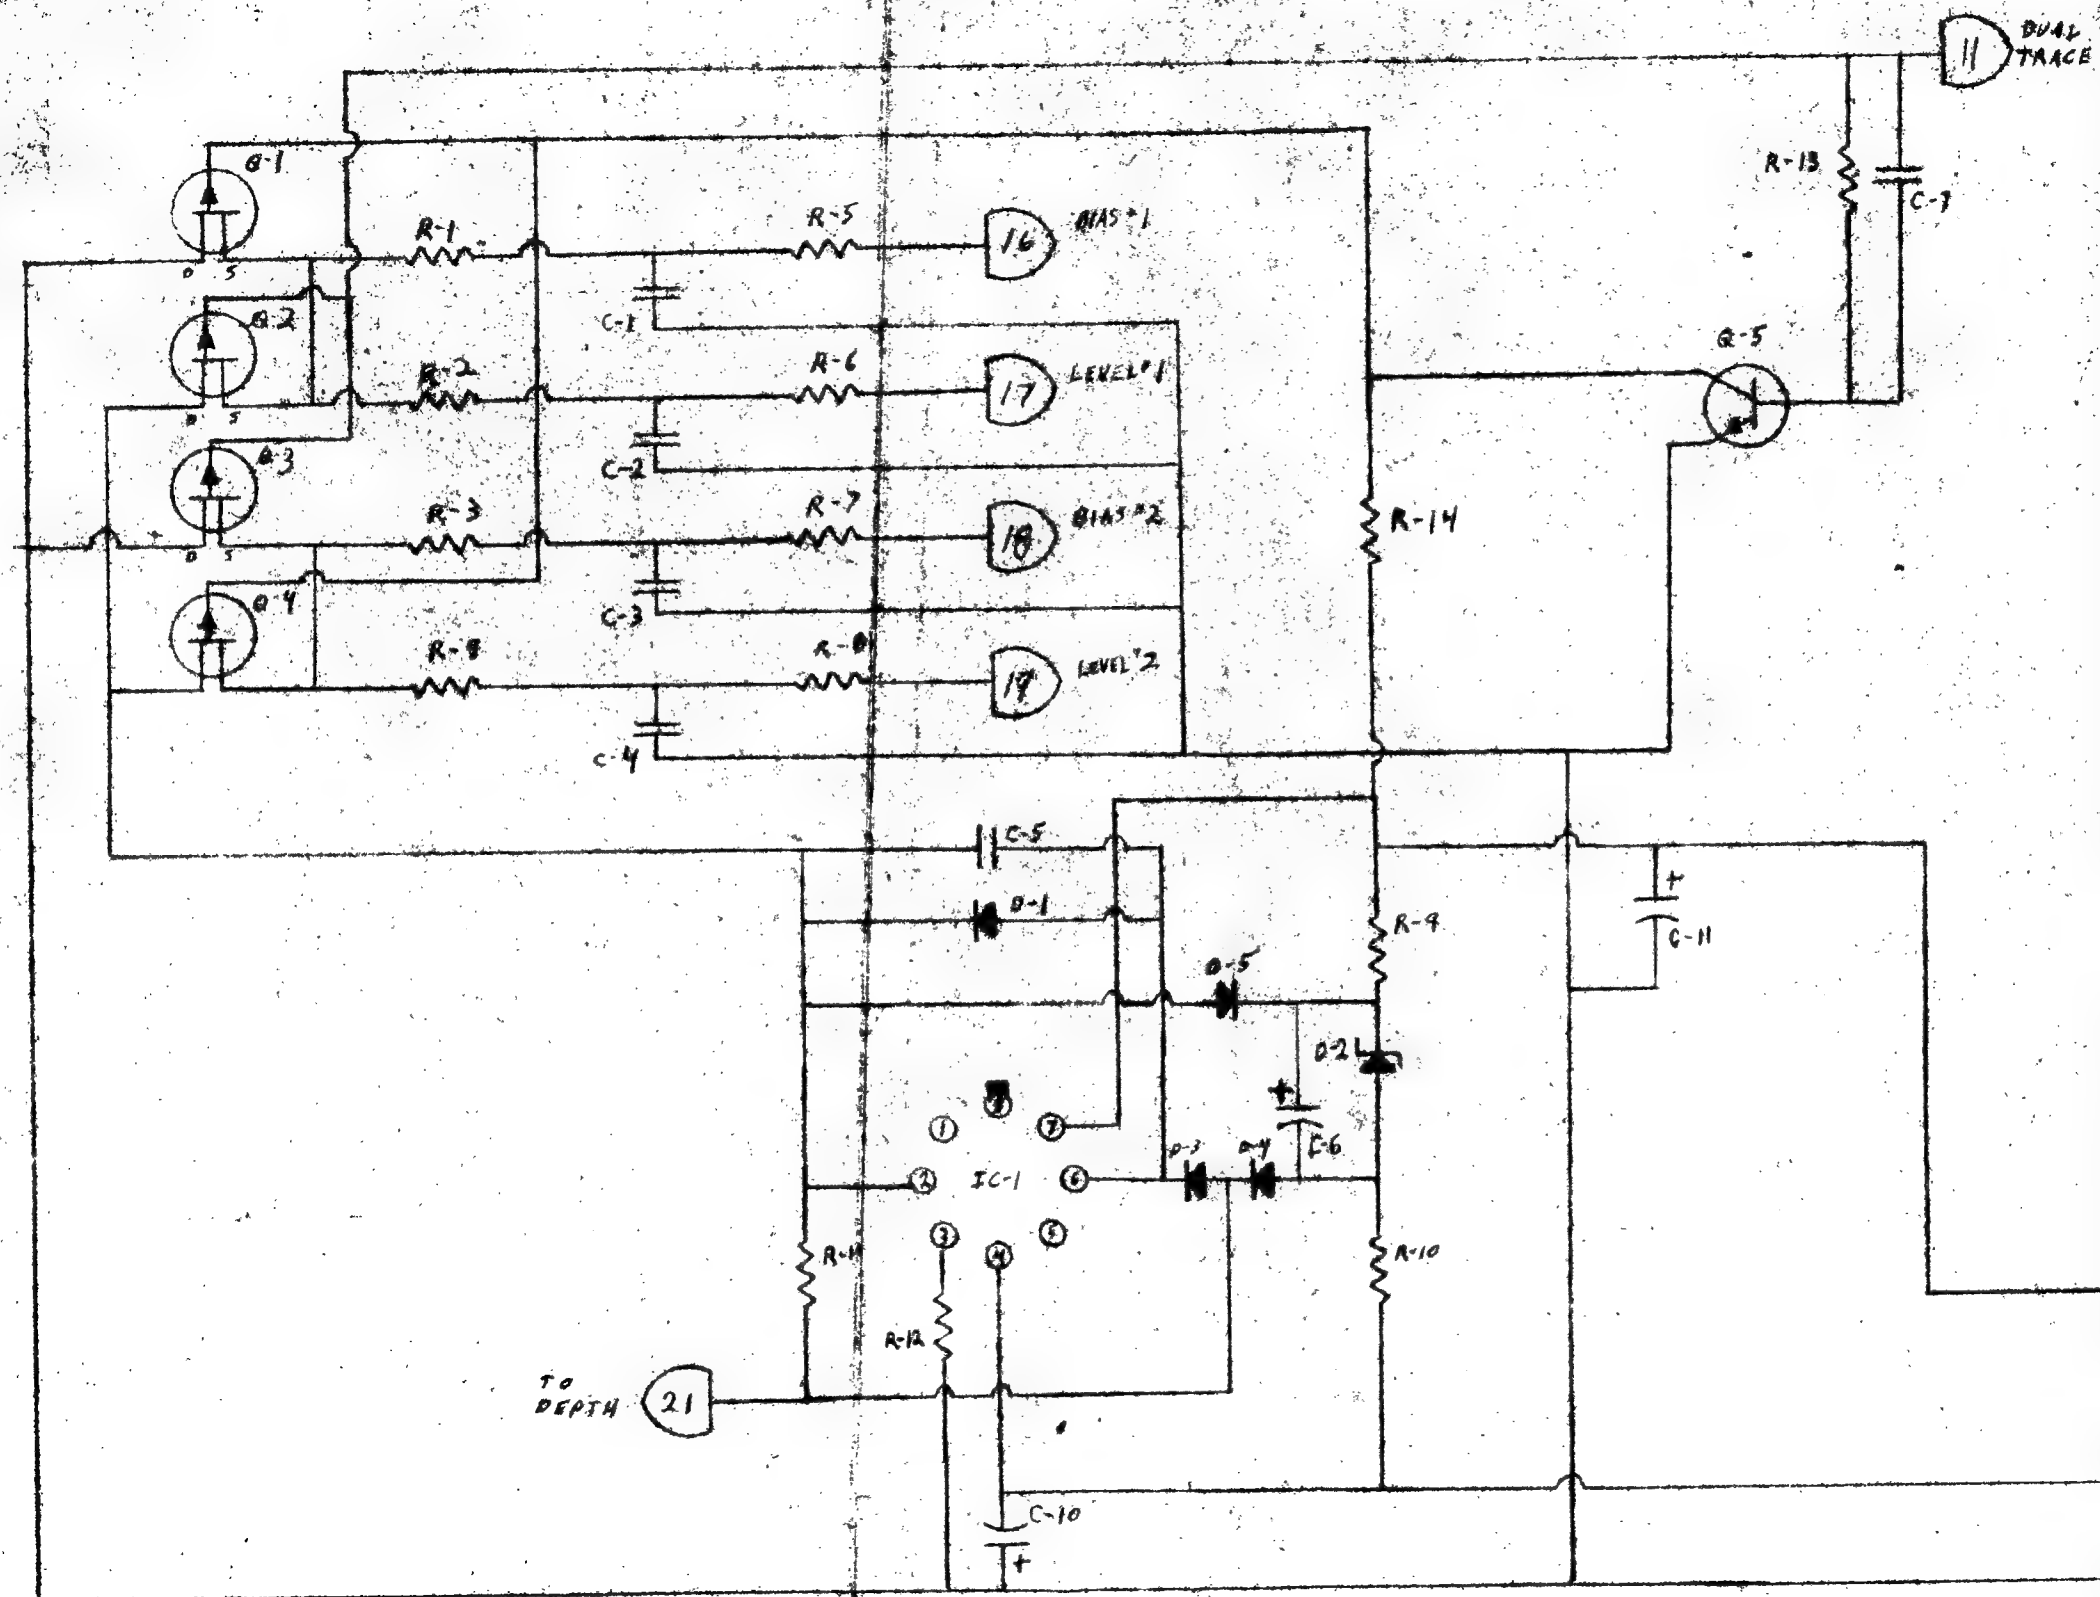 DUAL
TRACE
11
Q-1
R-13
C-7
R-1
R-5
16
BIAS #1
D S
Q-2
C-1
Q-5
R-2
R-6
17
LEVEL #1
D S
Q-3
C-2
R-3
R-7
18
BIAS #2
R-14
D S
Q-4
C-3
R-8
19
LEVEL #2
C-4
C-5
+
D-1
R-9
C-11
D-5
D-2
+
8
1
7
D-3
D-4
C-6
2
IC-1
6
3
4
5
R-10
R-12
TO
DEPTH
21
C-10
+